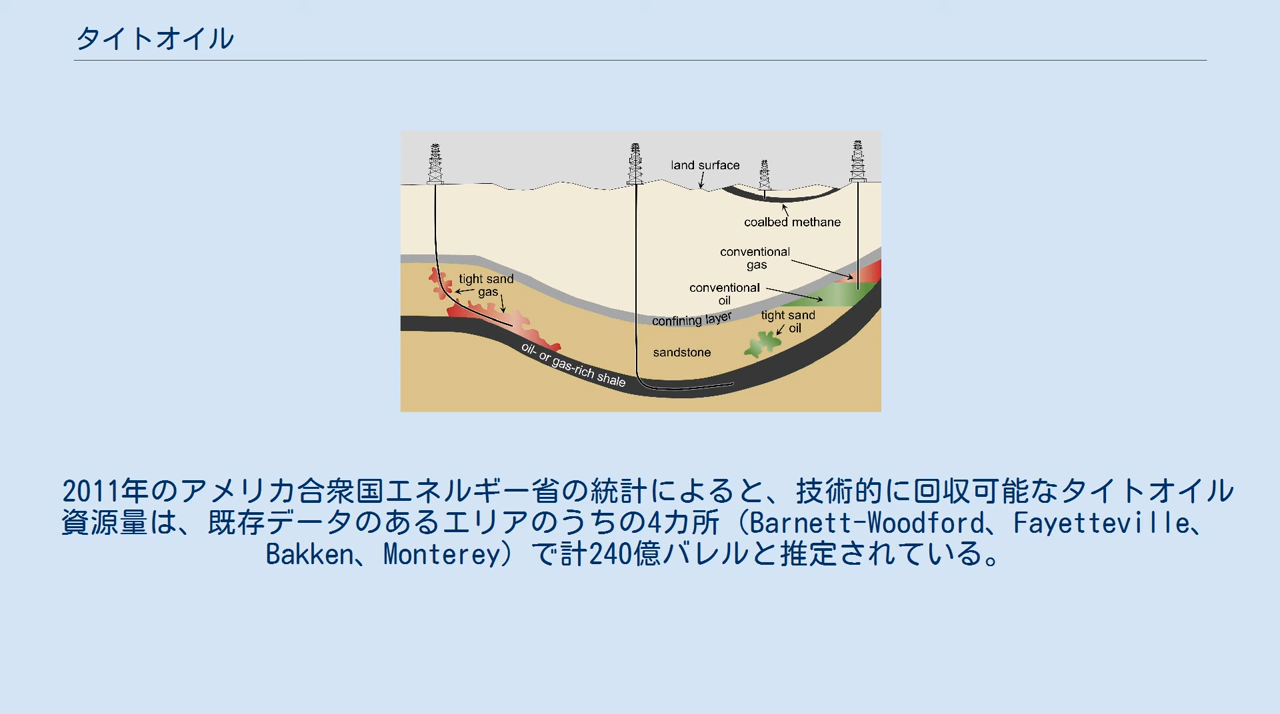 タイトオイル
land surface
coalbed methane
conventional
gas
conventional
oil
tight sand
gas
confining layer
tight sand
oil
sandstone
oil- or gas-rich shale
2011年のアメリカ合衆国エネルギー省の統計によると、技術的に回収可能なタイトオイル
資源量は、既存データのあるエリアのうちの4カ所（Barnett-Woodford、Fayetteville、
Bakken、Monterey）で計240億バレルと推定されている。